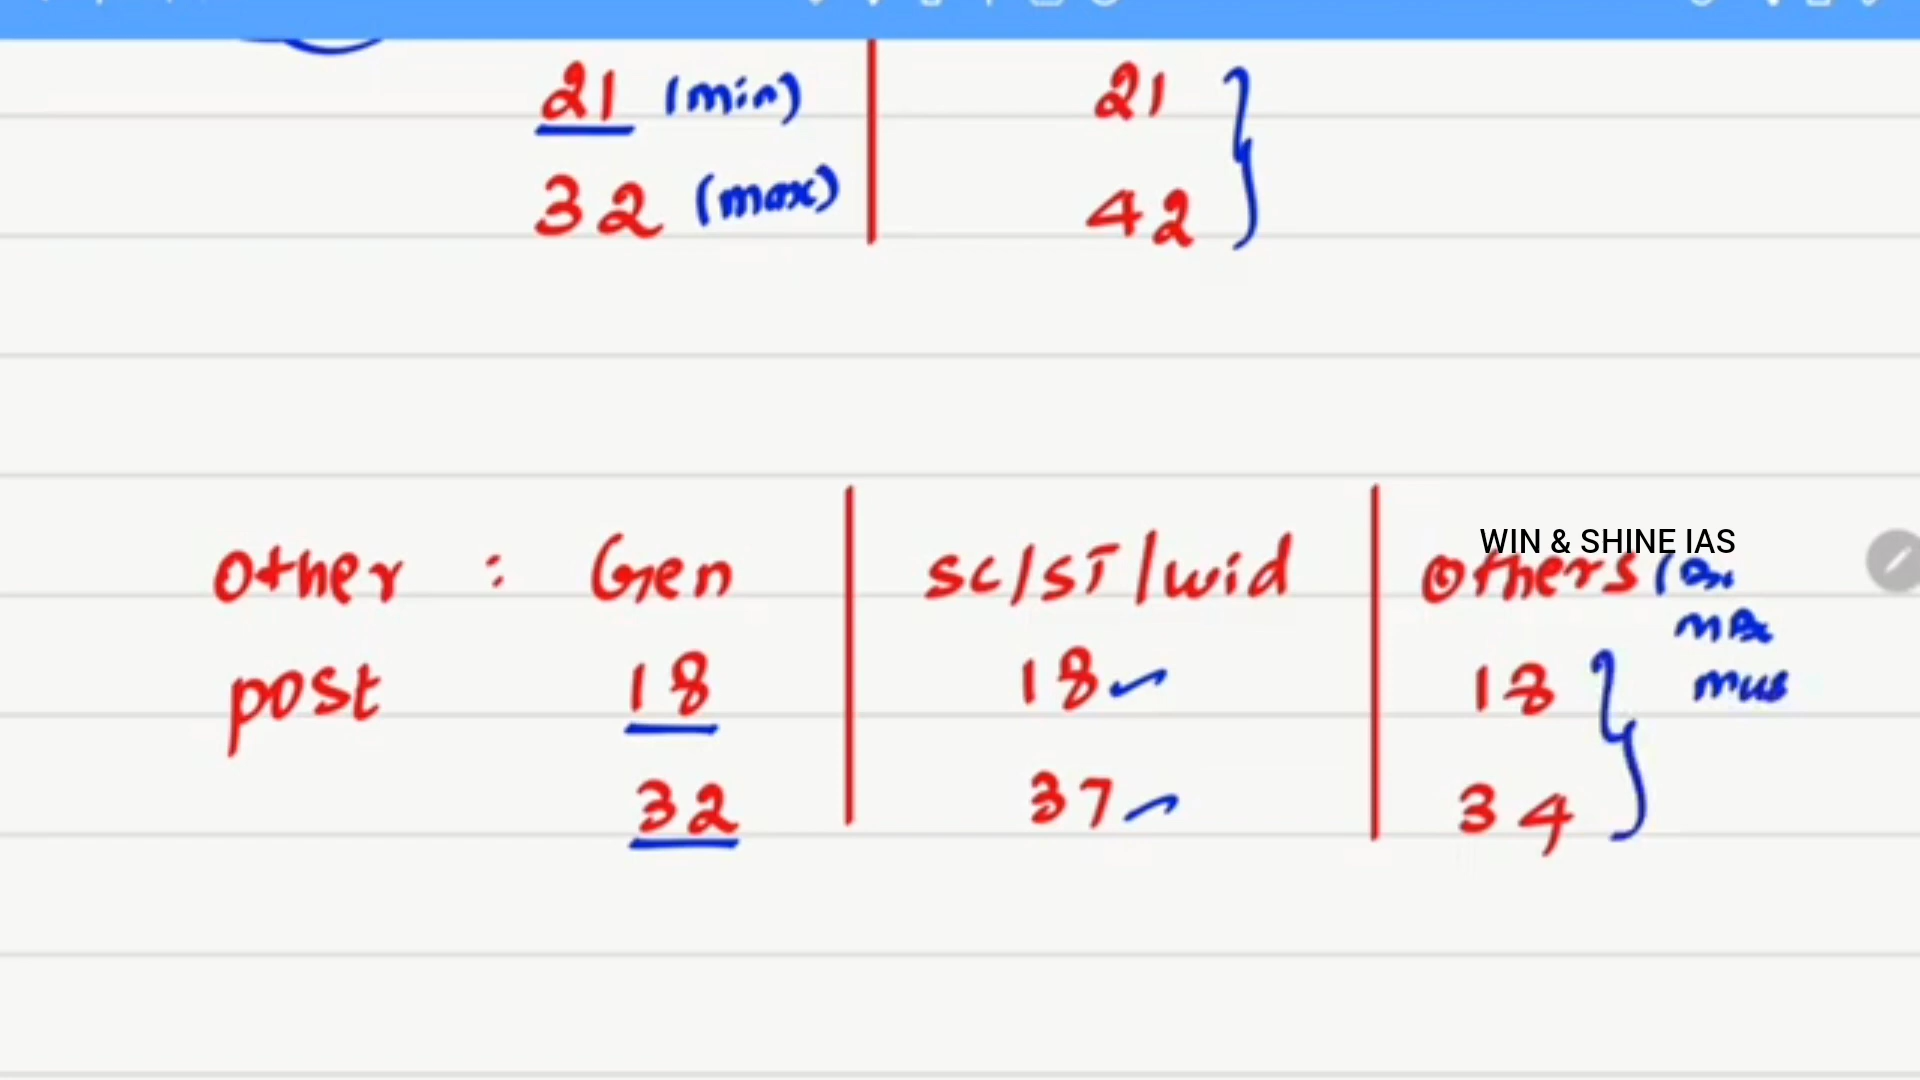 21 (min) 21
32 (max) 42
WIN & SHINE IAS
other : Gen sc/ST/wid others
post 18 18 18 mus
32 37 34